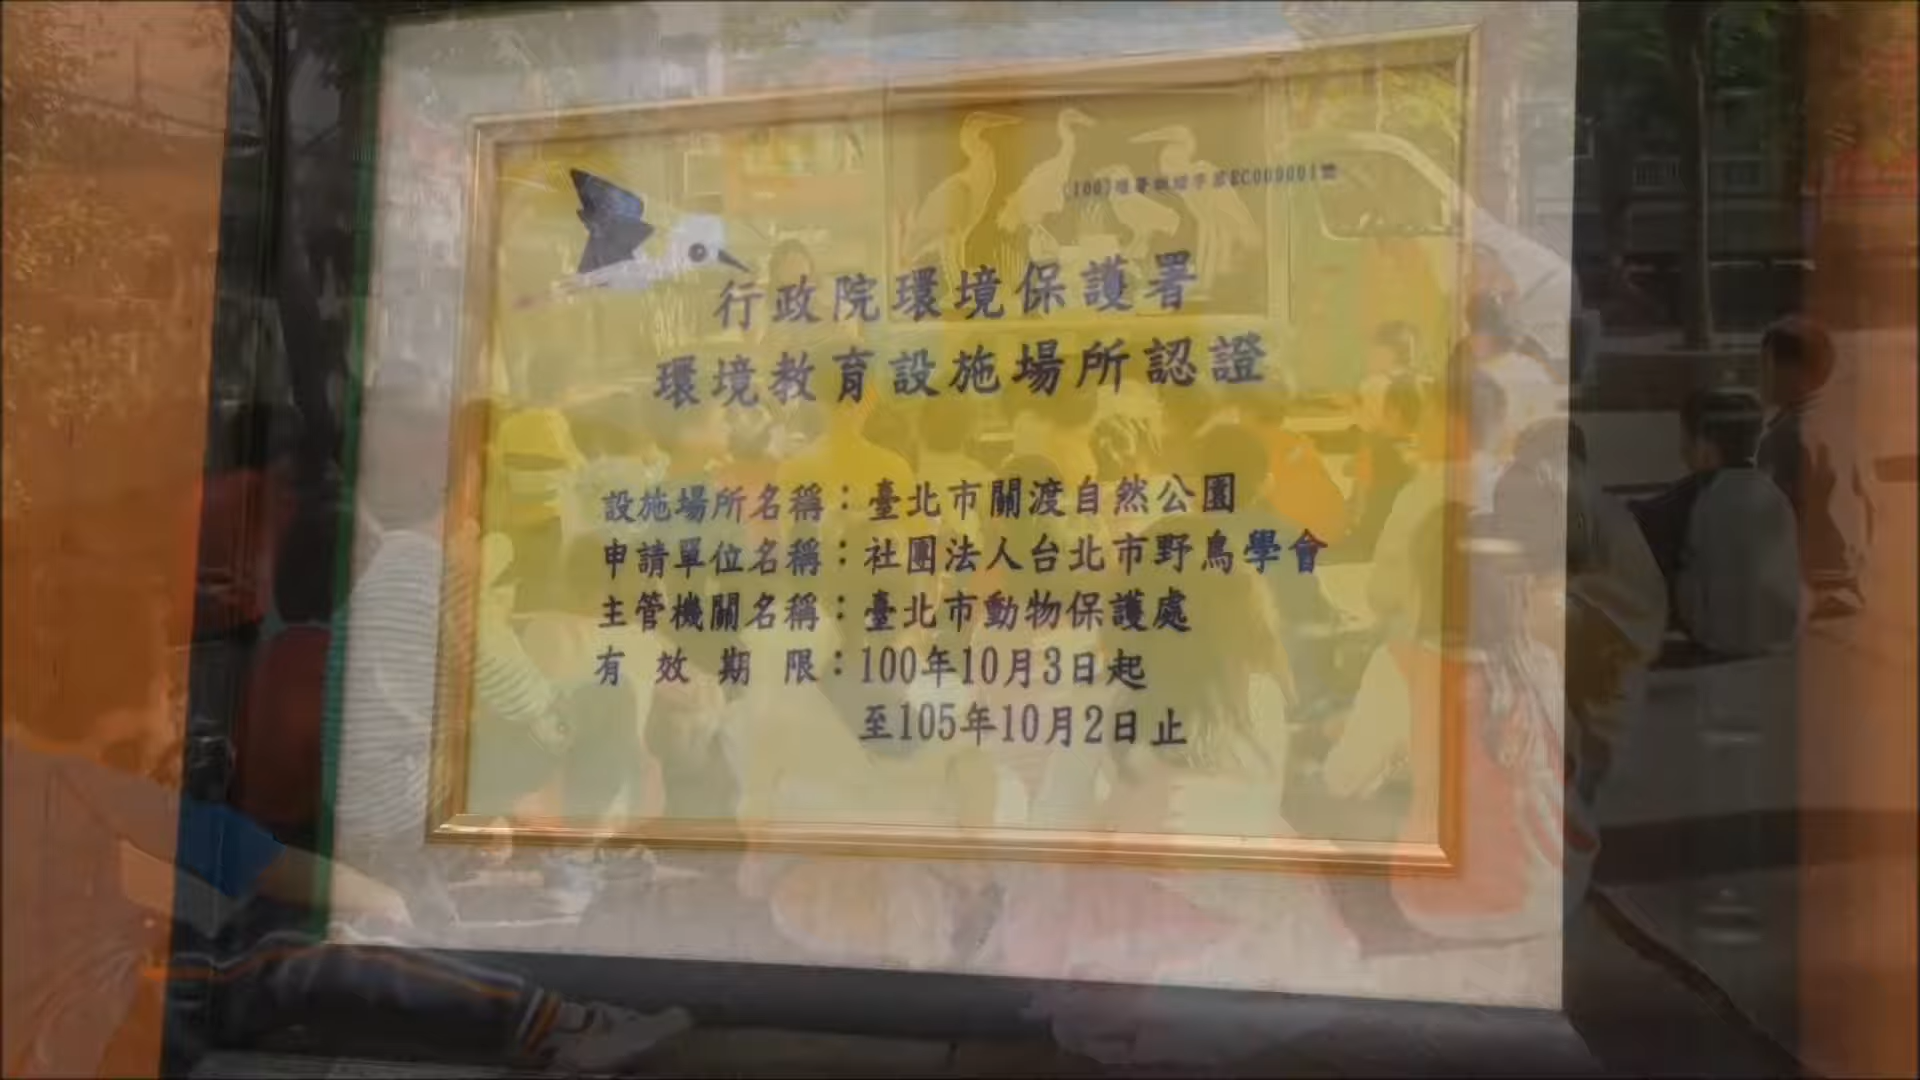 行政院環境保護署
環境教育設施場所認證
設施場所名稱：臺北市關渡自然公園
申請單位名稱：社團法人台北市野鳥學會
主管機關名稱：臺北市動物保護處
有效期限：100年10月3日起
至105年10月2日止